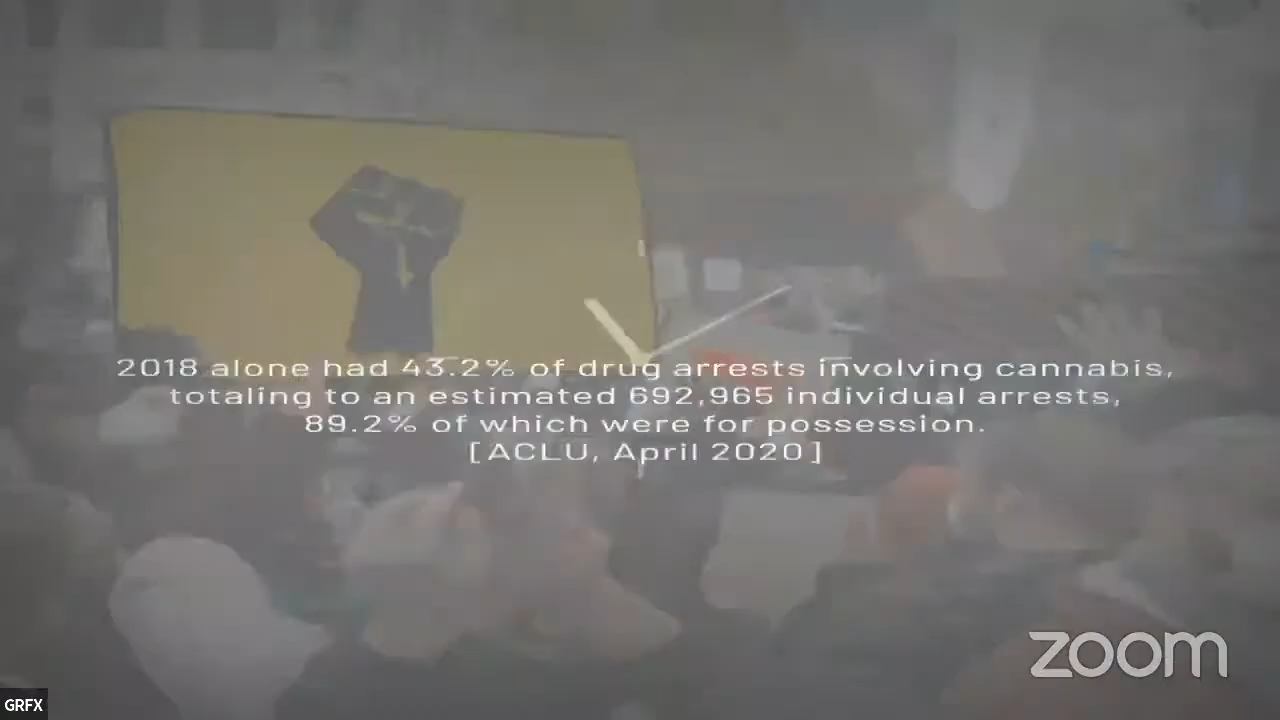 2018 alone had 43.2% of drug arrests involving cannabis,
totaling to an estimated 692,965 individual arrests,
89.2% of which were for possession.
[ACLU, April 2020]
zoom
GRFX